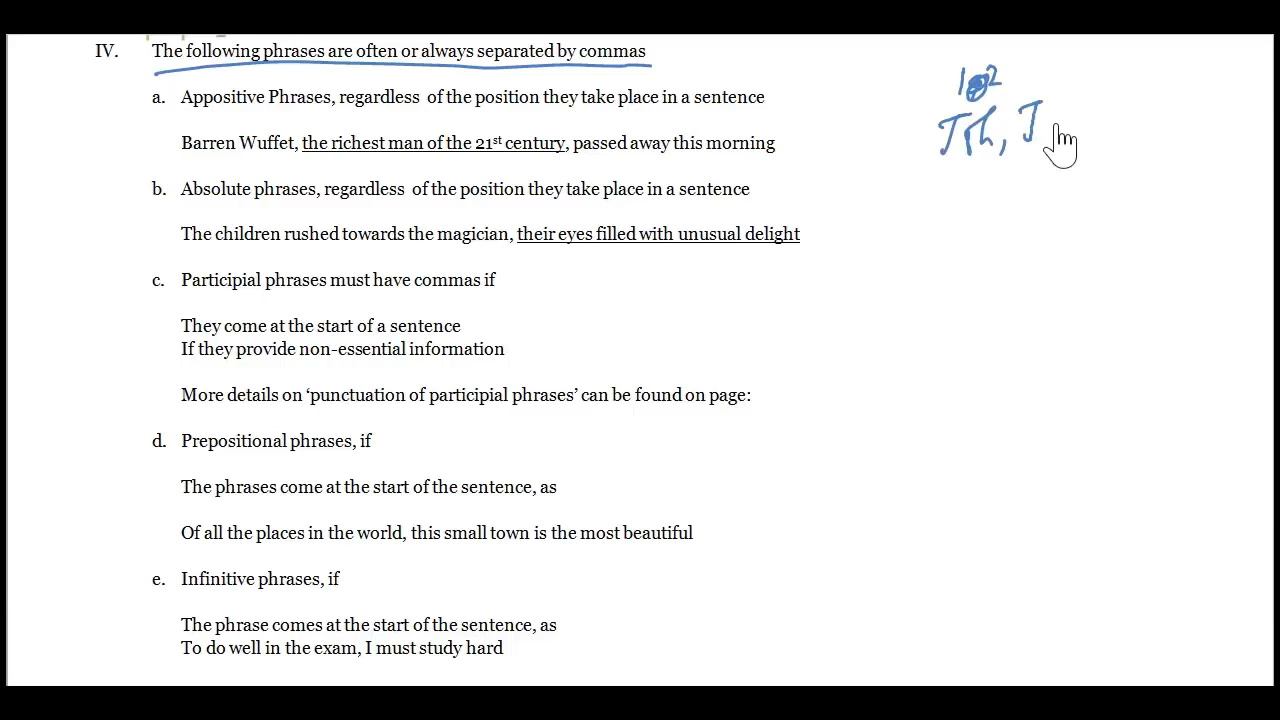 IV. The following phrases are often or always separated by commas
a. Appositive Phrases, regardless of the position they take place in a sentence
Barren Wuffet, the richest man of the 21st century, passed away this morning
b. Absolute phrases, regardless of the position they take place in a sentence
The children rushed towards the magician, their eyes filled with unusual delight
c. Participial phrases must have commas if
They come at the start of a sentence
If they provide non-essential information
More details on ‘punctuation of participial phrases’ can be found on page:
d. Prepositional phrases, if
The phrases come at the start of the sentence, as
Of all the places in the world, this small town is the most beautiful
e. Infinitive phrases, if
The phrase comes at the start of the sentence, as
To do well in the exam, I must study hard